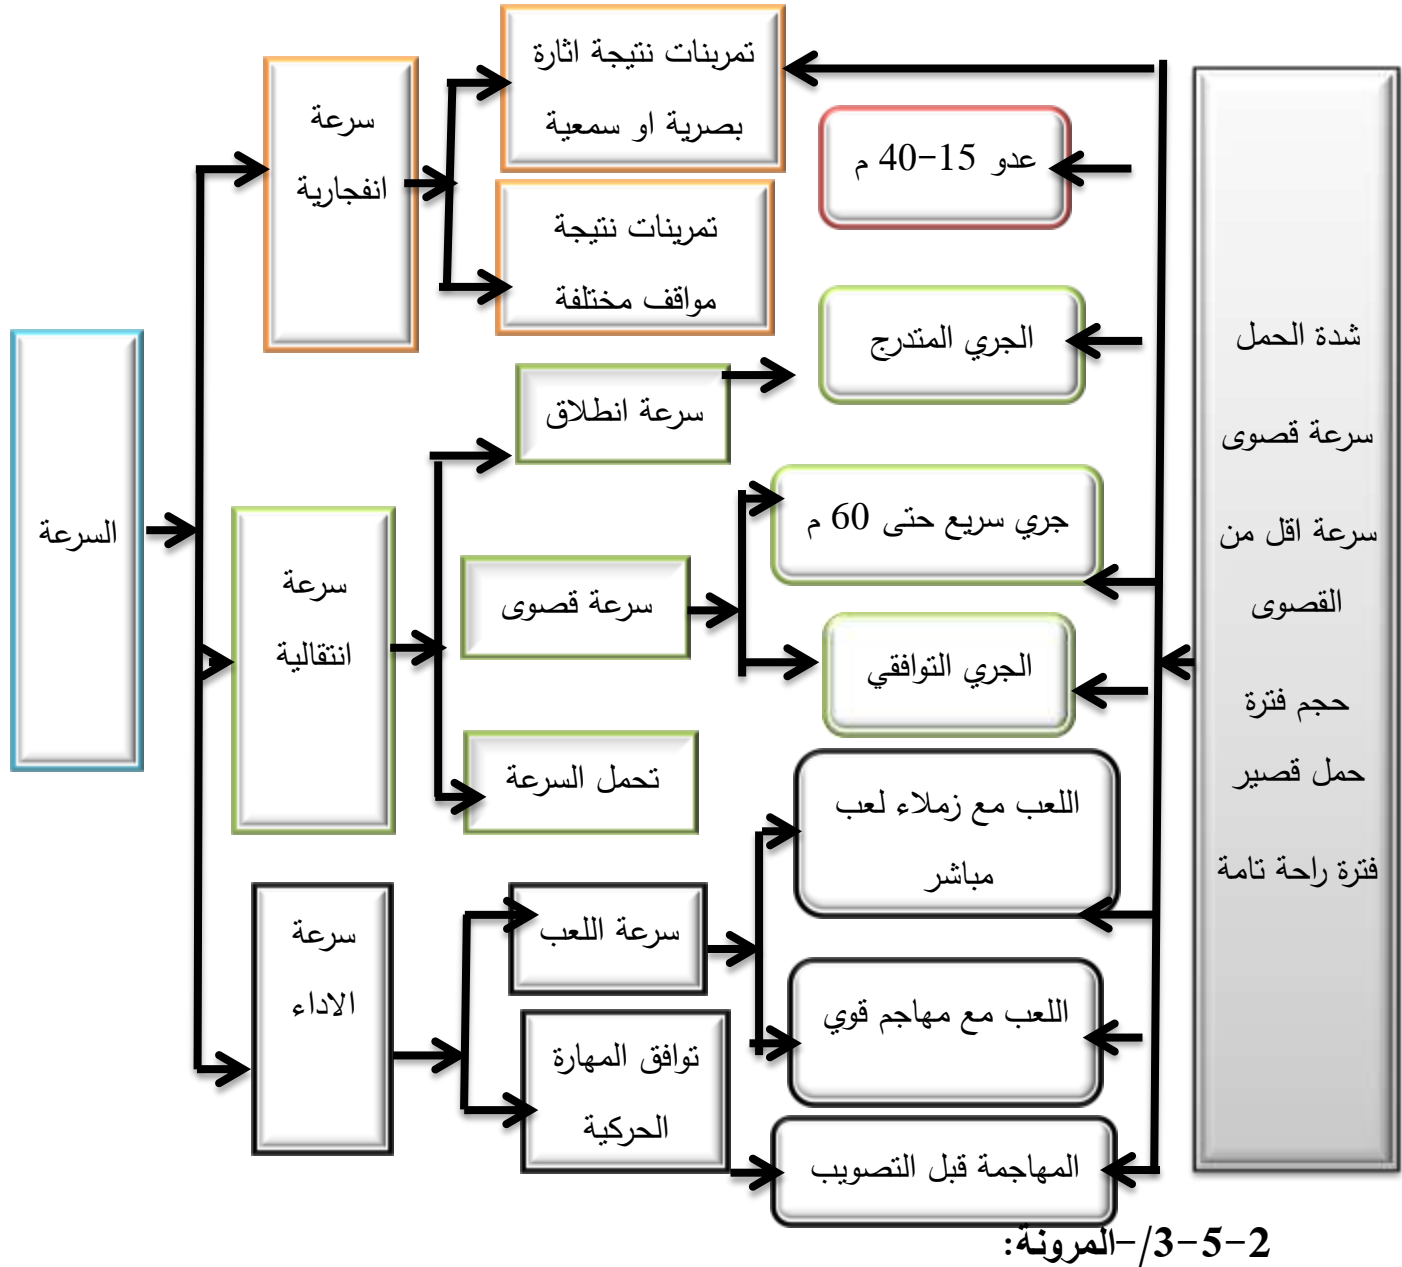 تمرينات نتيجة اثارة
بصرية او سمعية
سرعة
انفجارية
عدو 15-40 م
تمرينات نتيجة
مواقف مختلفة
الجري المتدرج
شدة الحمل
سرعة قصوى
سرعة اقل من
القصوى
حجم فترة
حمل قصير
فترة راحة تامة
سرعة انطلاق
السرعة
جري سريع حتى 60 م
سرعة
انتقالية
سرعة قصوى
الجري التوافقي
تحمل السرعة
اللعب مع زملاء لعب
مباشر
سرعة
الاداء
سرعة اللعب
اللعب مع مهاجم قوي
توافق المهارة
الحركية
المهاجمة قبل التصويب
2-5-3/-المرونة: